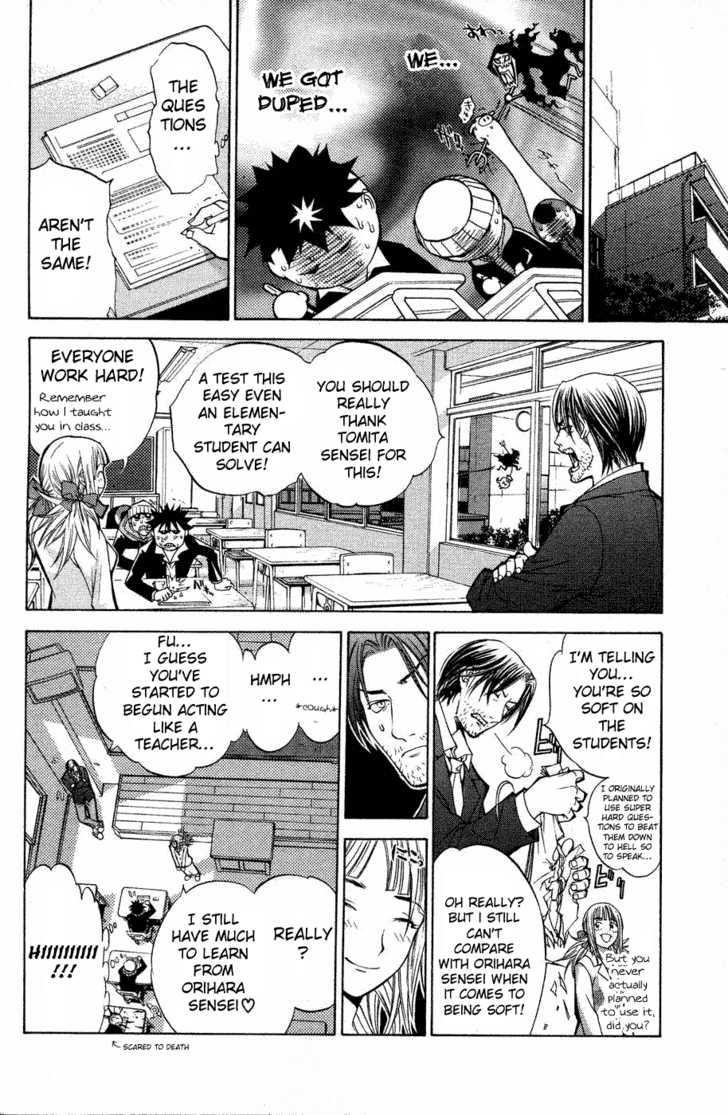 WE...
WE GOT
DUPED...
THE
QUES
TIONS
...
AREN'T
THE
SAME!
YOU SHOULD
REALLY
THANK
TOMITA
SENSEI FOR
THIS!
A TEST THIS
EASY EVEN
AN ELEMEN-
TARY
STUDENT CAN
SOLVE!
EVERYONE
WORK HARD!
Remember
how I taught
you in class...
I'M TELLING
YOU...
YOU'RE SO
SOFT ON
THE
STUDENTS!
I ORIGINALLY
PLANNED TO
USE SUPER
HARD QUES-
TIONS TO BEAT
THEM DOWN
TO HELL SO
TO SPEAK...
But you
never
actually
planned
to use it,
did you?
OH REALLY?
BUT I STILL
CAN'T
COMPARE
WITH ORIHARA
SENSEI WHEN
IT COMES TO
BEING SOFT!
...
*cough*
HMPH
...
FU...
I GUESS
YOU'VE
STARTED TO
BEGUN ACTING
LIKE A
TEACHER...
REALLY
?
I STILL
HAVE MUCH
TO LEARN
FROM
ORIHARA
SENSEI♡
HIIIIIIIIIII
!!!
SCARED TO DEATH